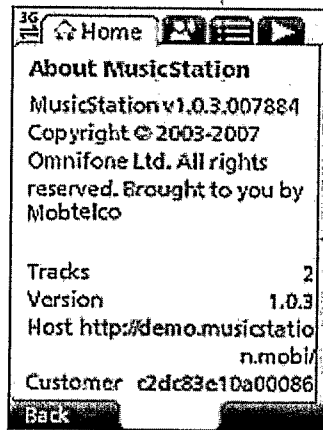 3G
Home
About MusicStation
MusicStation v1.0.3.007884
Copyright © 2003-2007
Omnifone Ltd. All rights
reserved. Brought to you by
Mobtelco
Tracks 2
Version 1.0.3
Host http://demo.musicstatio
n.mobi/
Customer c2dc83e10a00086
Back